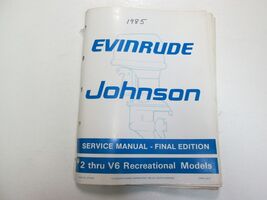 1985
EVINRUDE
Johnson
SERVICE MANUAL - FINAL EDITION
2 thru V6 Recreational Models